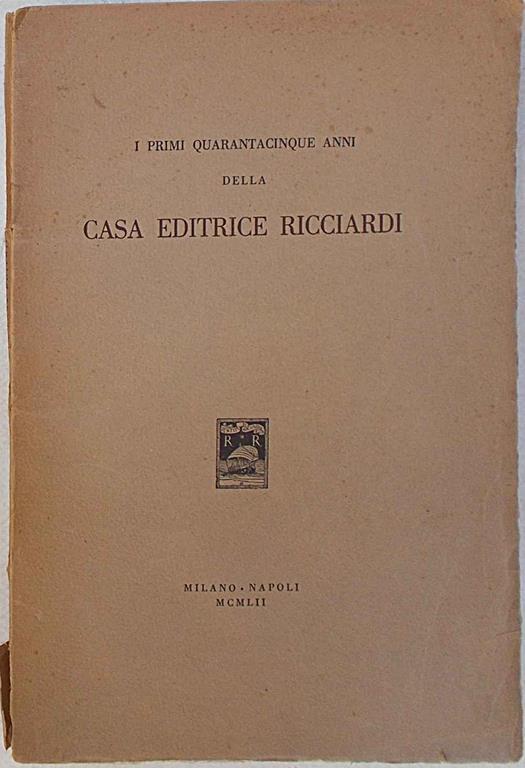 I PRIMI QUARANTACINQUE ANNI
DELLA
CASA EDITRICE RICCIARDI
R * R
MILANO • NAPOLI
MCMLII